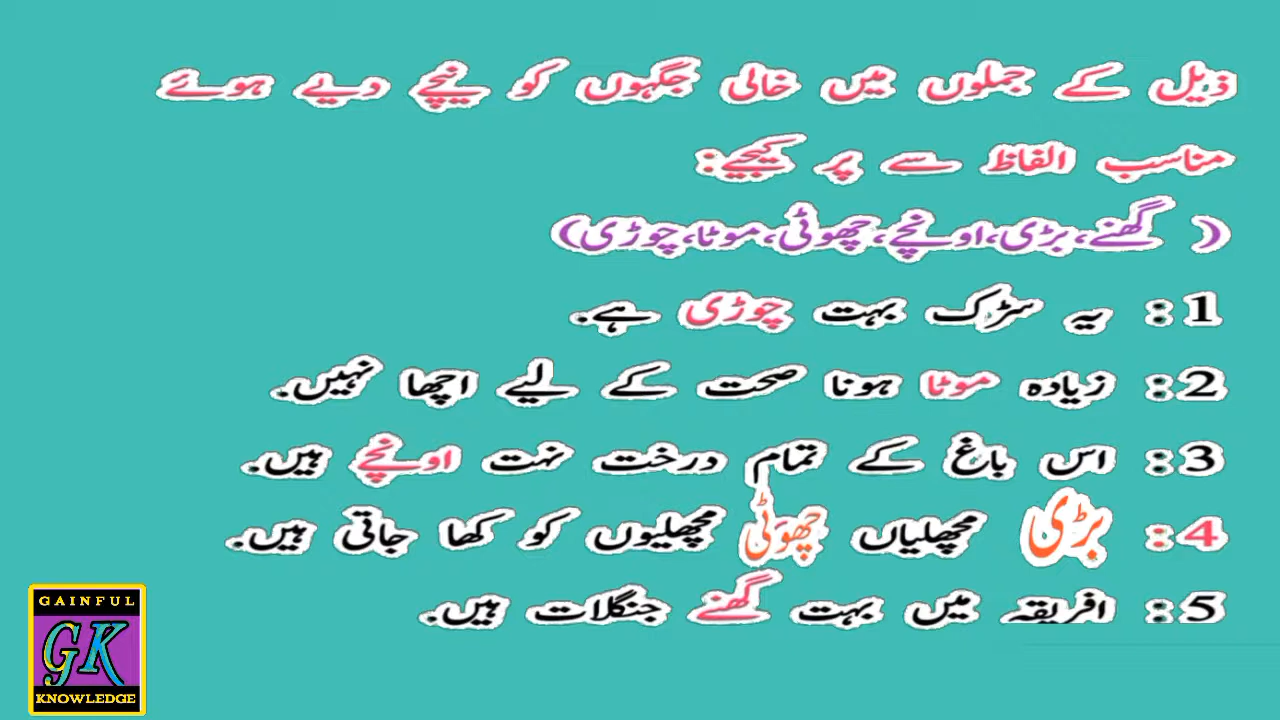 ذیل کے جملوں میں خالی جگہوں کو نیچے دیے ہوئے
مناسب الفاظ سے پر کیجیے:
( گھنے،بڑی،اونچے،چھوٹی،موٹا،چوڑی)
1: یہ سڑک بہت چوڑی ہے.
2: زیادہ موٹا ہونا صحت کے لیے اچھا نہیں.
3: اس باغ کے تمام درخت نہت اونچے ہیں.
4: بڑی مچھلیاں چھوٹی مچھلیوں کو کھا جاتی ہیں.
5: افریقہ میں بہت گھنے جنگلات ہیں.
GAINFUL
GK
KNOWLEDGE